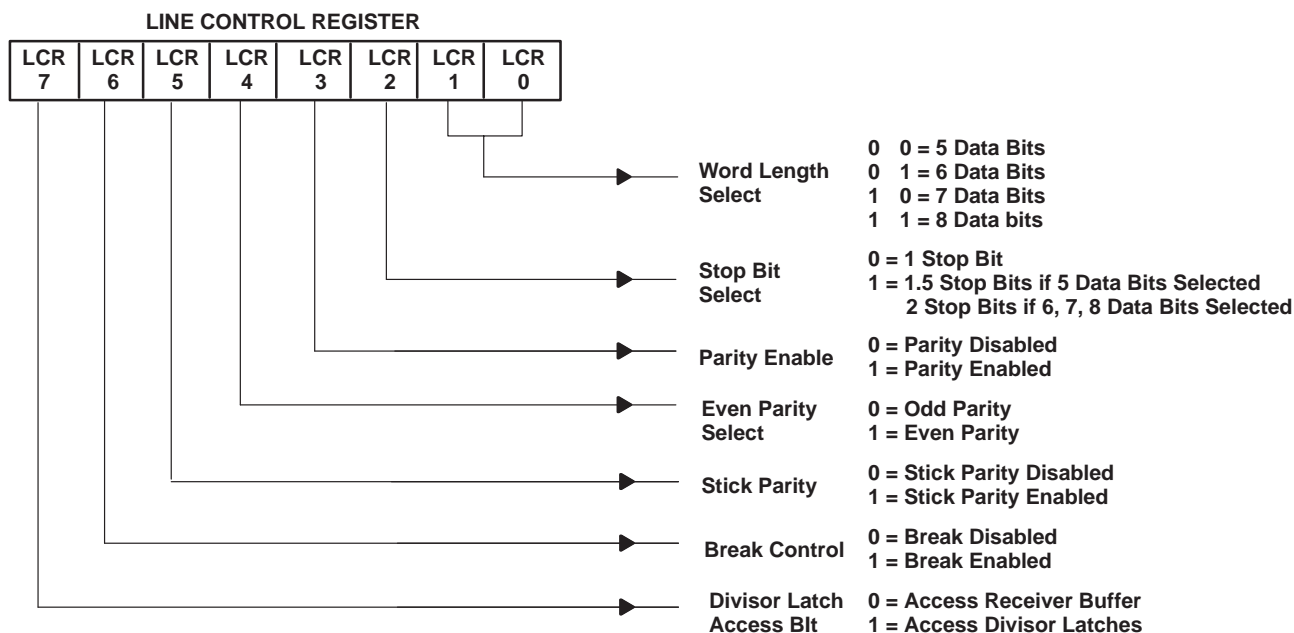 LINE CONTROL REGISTER
LCR LCR LCR LCR LCR LCR LCR LCR
7 6 5 4 3 2 1 0
Word Length
Select
0 0 = 5 Data Bits
0 1 = 6 Data Bits
1 0 = 7 Data Bits
1 1 = 8 Data bits
Stop Bit
Select
0 = 1 Stop Bit
1 = 1.5 Stop Bits if 5 Data Bits Selected
2 Stop Bits if 6, 7, 8 Data Bits Selected
Parity Enable
0 = Parity Disabled
1 = Parity Enabled
Even Parity
Select
0 = Odd Parity
1 = Even Parity
Stick Parity
0 = Stick Parity Disabled
1 = Stick Parity Enabled
Break Control
0 = Break Disabled
1 = Break Enabled
Divisor Latch
Access BIt
0 = Access Receiver Buffer
1 = Access Divisor Latches